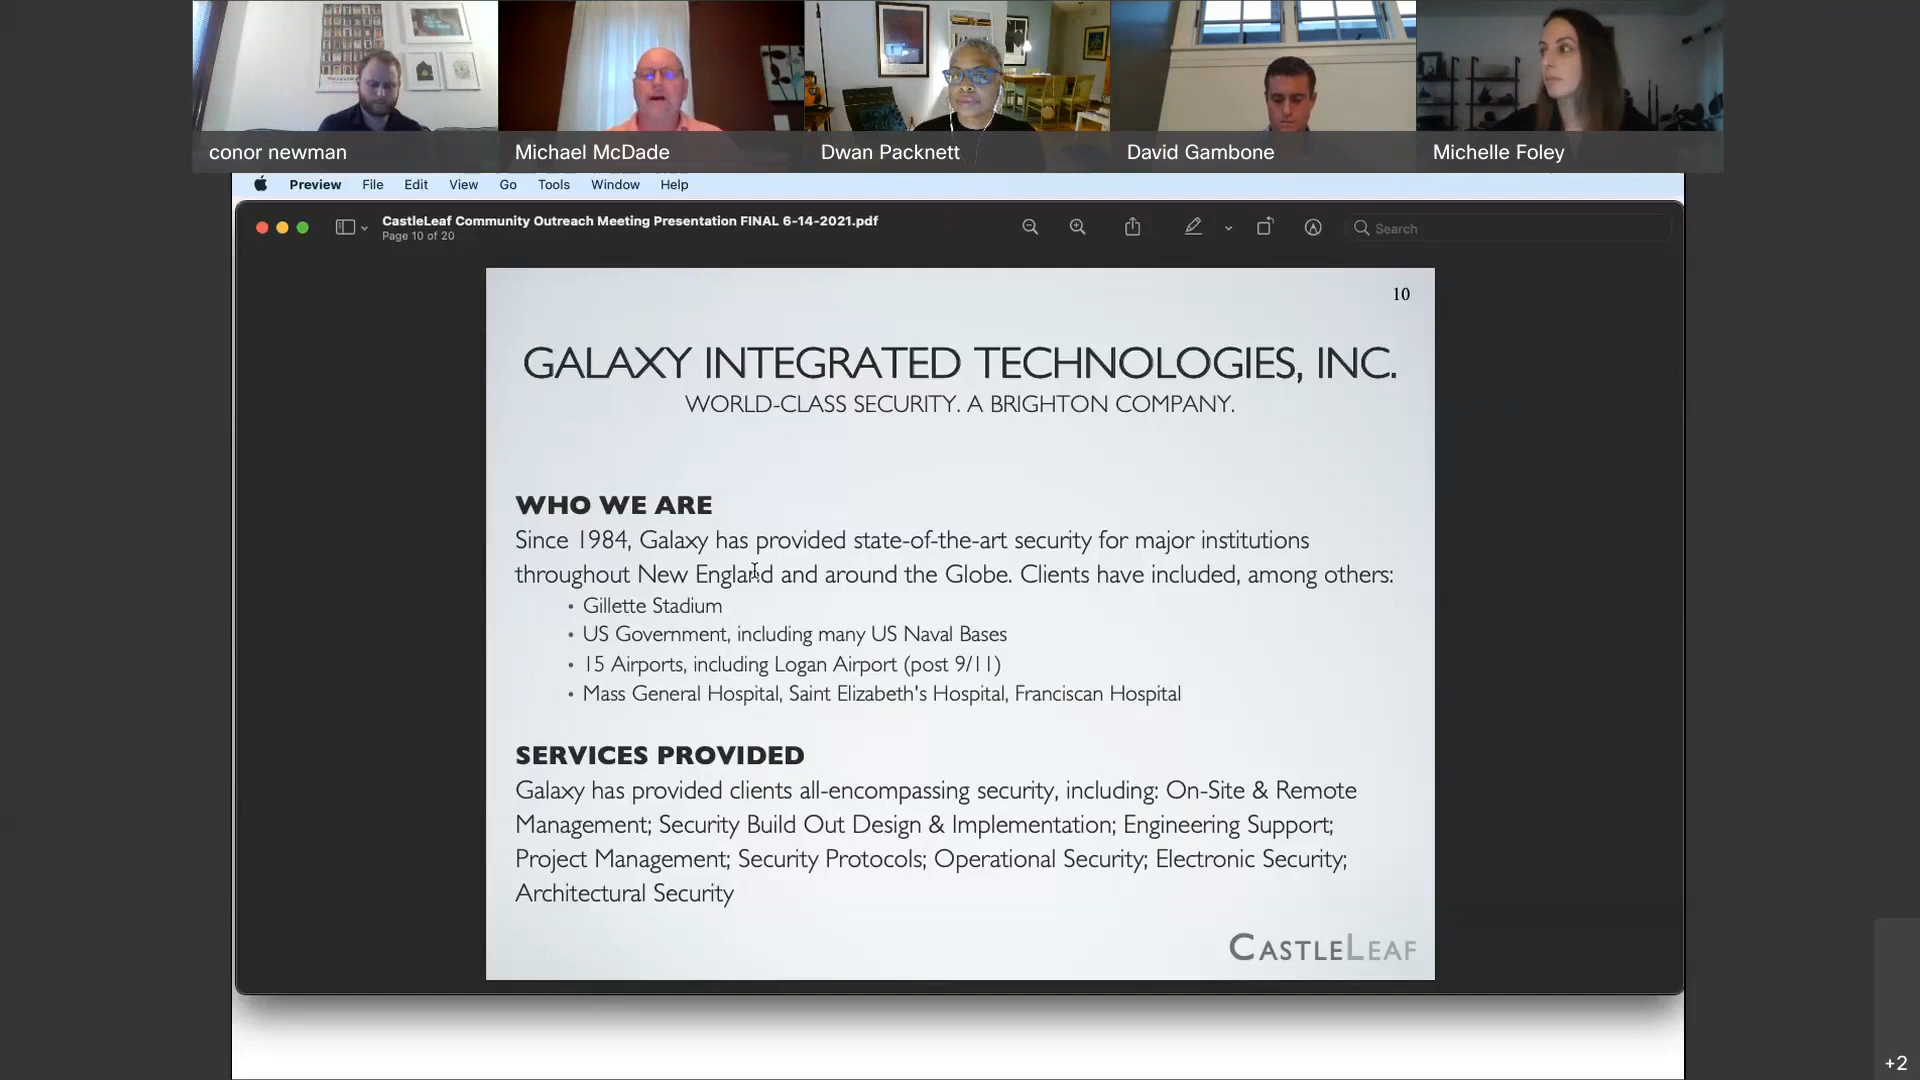 conor newman
Michael McDade
Dwan Packnett
David Gambone
Michelle Foley
Preview File Edit View Go Tools Window Help
CastleLeaf Community Outreach Meeting Presentation FINAL 6-14-2021.pdf
Page 10 of 20
Search
10
GALAXY INTEGRATED TECHNOLOGIES, INC.
WORLD-CLASS SECURITY. A BRIGHTON COMPANY.
WHO WE ARE
Since 1984, Galaxy has provided state-of-the-art security for major institutions
throughout New England and around the Globe. Clients have included, among others:
• Gillette Stadium
• US Government, including many US Naval Bases
• 15 Airports, including Logan Airport (post 9/11)
• Mass General Hospital, Saint Elizabeth's Hospital, Franciscan Hospital
SERVICES PROVIDED
Galaxy has provided clients all-encompassing security, including: On-Site & Remote
Management; Security Build Out Design & Implementation; Engineering Support;
Project Management; Security Protocols; Operational Security; Electronic Security;
Architectural Security
CASTLELEAF
+2